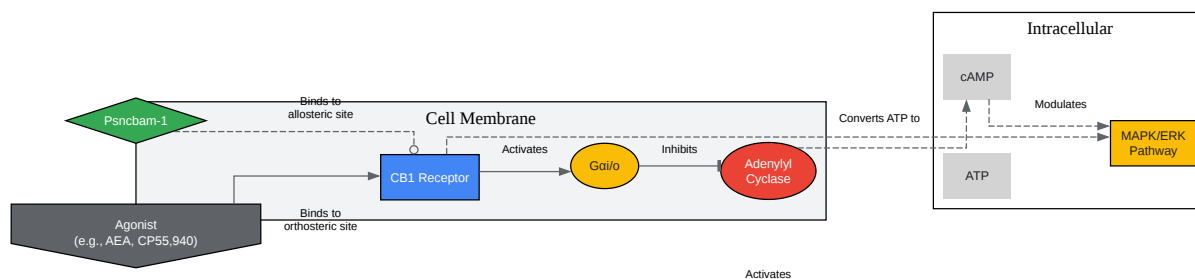 Intracellular
cAMP
Psncbam-1
Binds to
allosteric site
Cell Membrane
Converts ATP to
Modulates
MAPK/ERK
Pathway
CB1 Receptor
Activates
Gαi/o
Inhibits
Adenylyl
Cyclase
ATP
Agonist
(e.g., AEA, CP55,940)
Binds to
orthosteric site
Activates